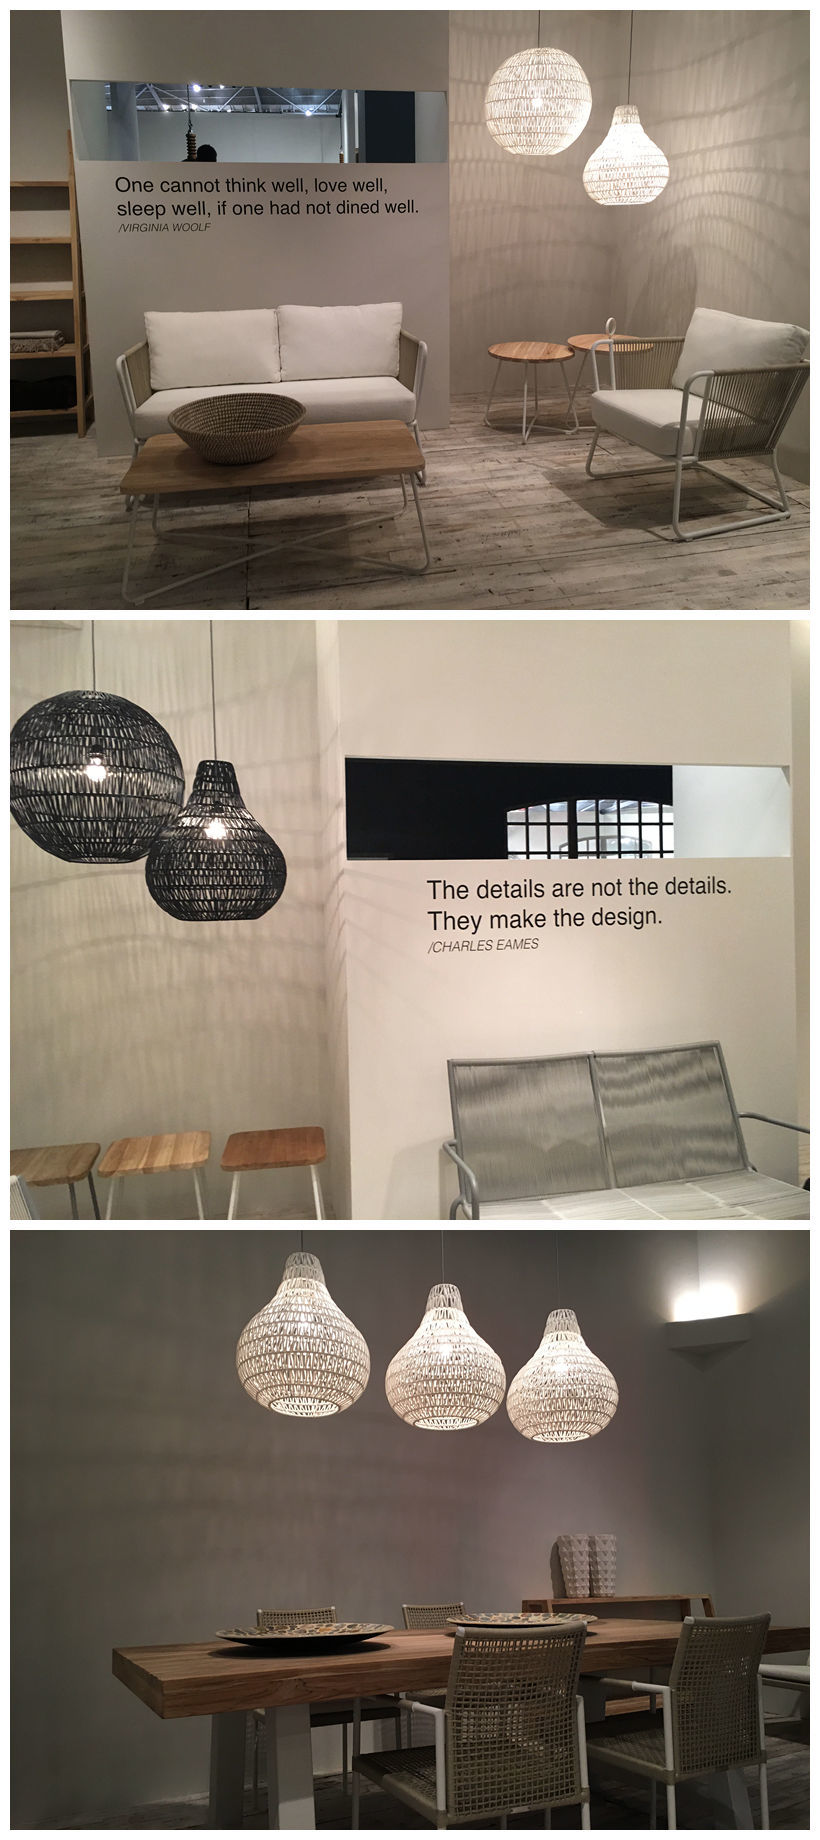 One cannot think well, love well,
sleep well, if one had not dined well.
/VIRGINIA WOOLF
The details are not the details.
They make the design.
/CHARLES EAMES